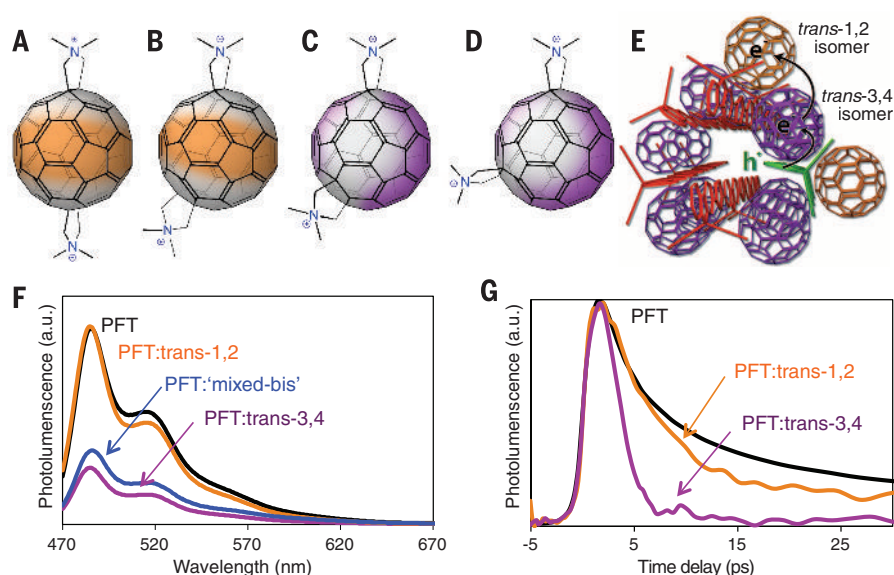 A
B
C
D
E
N
⊕
N
⊕
N
⊕
N
⊕
N
⊕
N
⊕
N
⊕
N
⊕
trans-1,2
isomer
trans-3,4
isomer
e-
e-
h+
F
Photoluminescence (a.u.)
PFT
PFT:trans-1,2
PFT:‘mixed-bis’
PFT:trans-3,4
470
520
570
620
670
Wavelength (nm)
G
Photoluminescence (a.u.)
PFT
PFT:trans-1,2
PFT:trans-3,4
-5
5
15
25
Time delay (ps)